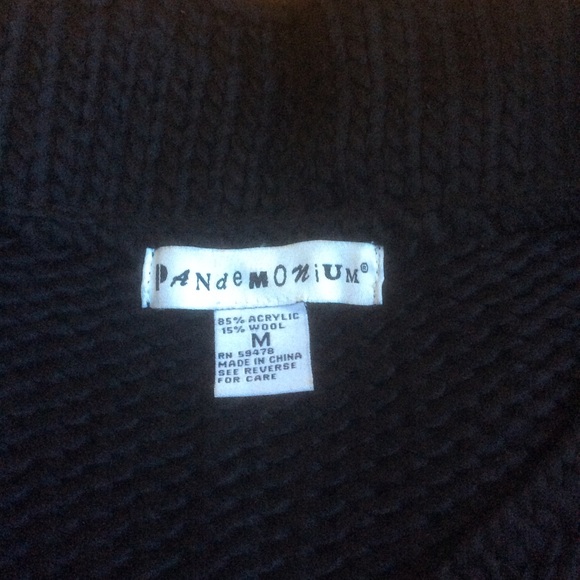 PANdeMONiUM®
85% ACRYLIC
15% WOOL
M
RN 59478
MADE IN CHINA
SEE REVERSE
FOR CARE